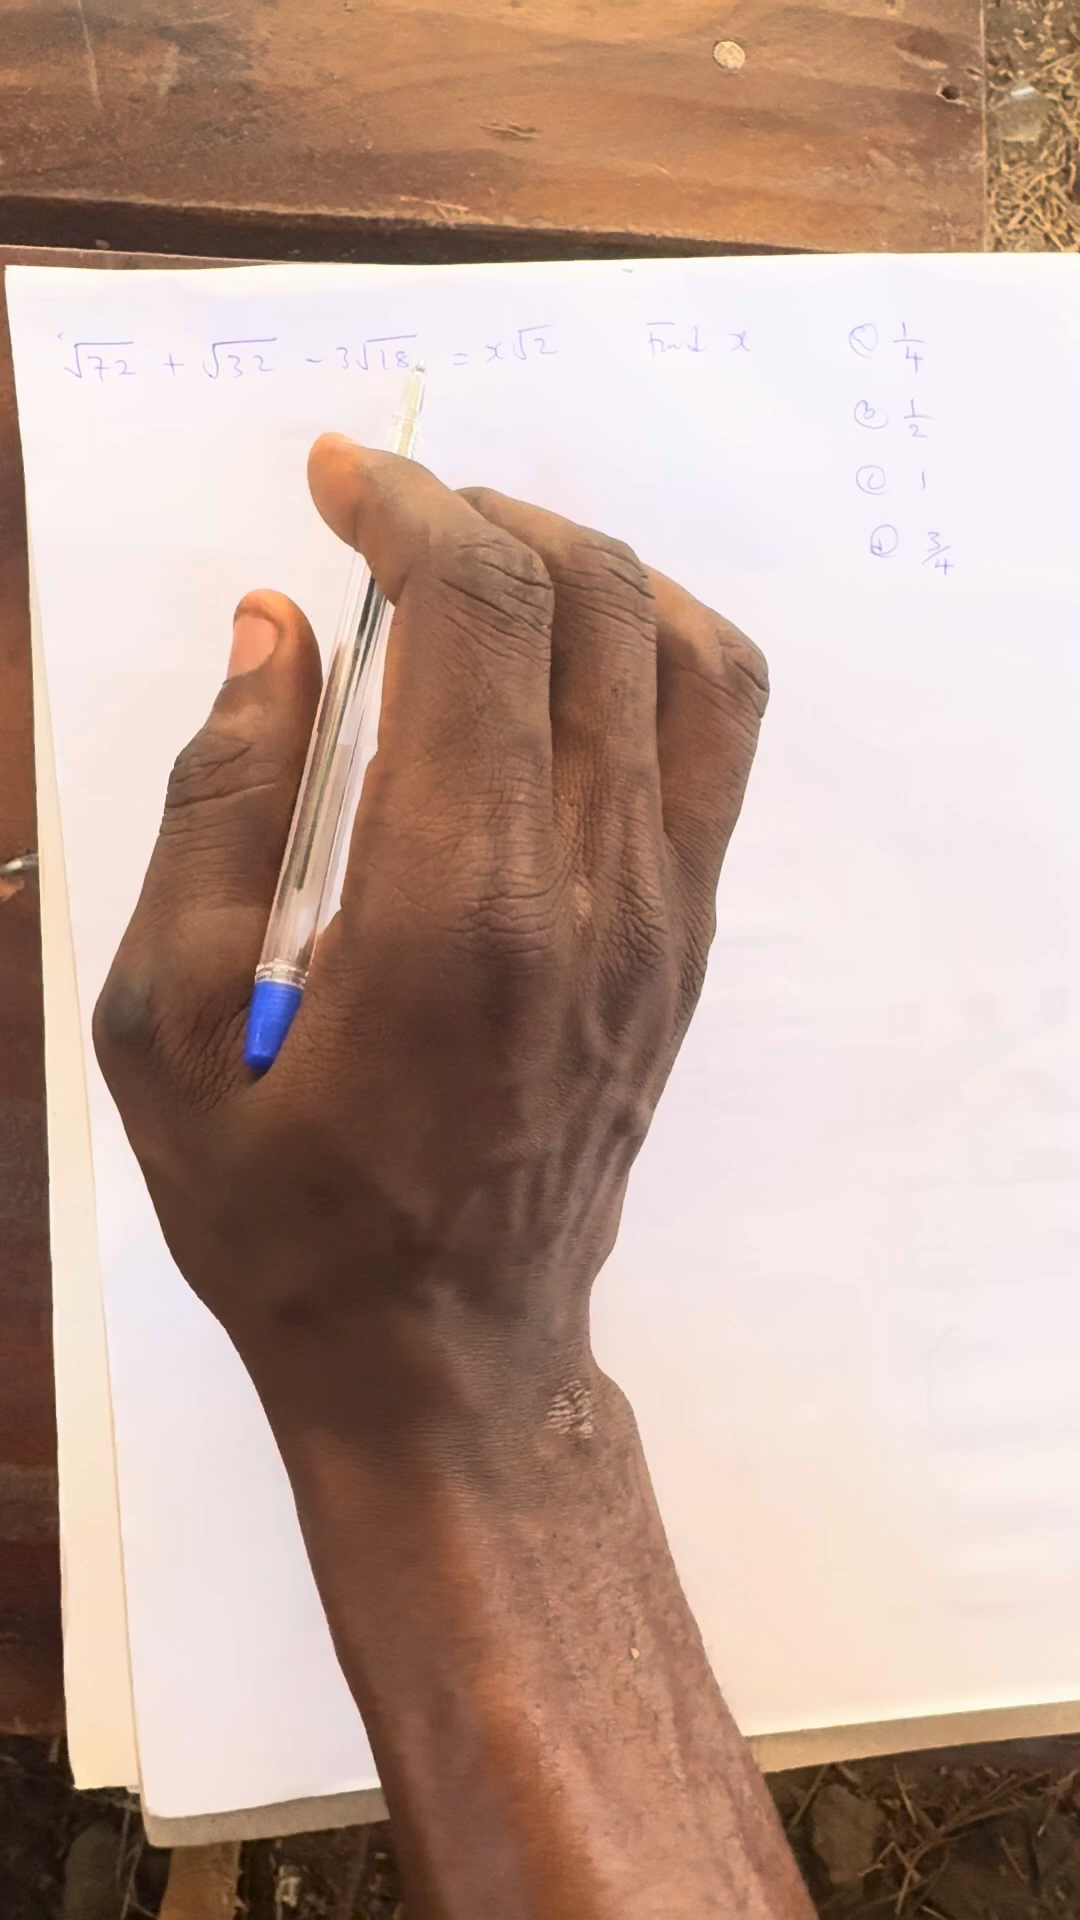 √72 + √32 - 3√18 = x√2 Find x
Ⓐ 1/4
Ⓑ 1/2
Ⓒ 1
ⓓ 3/4